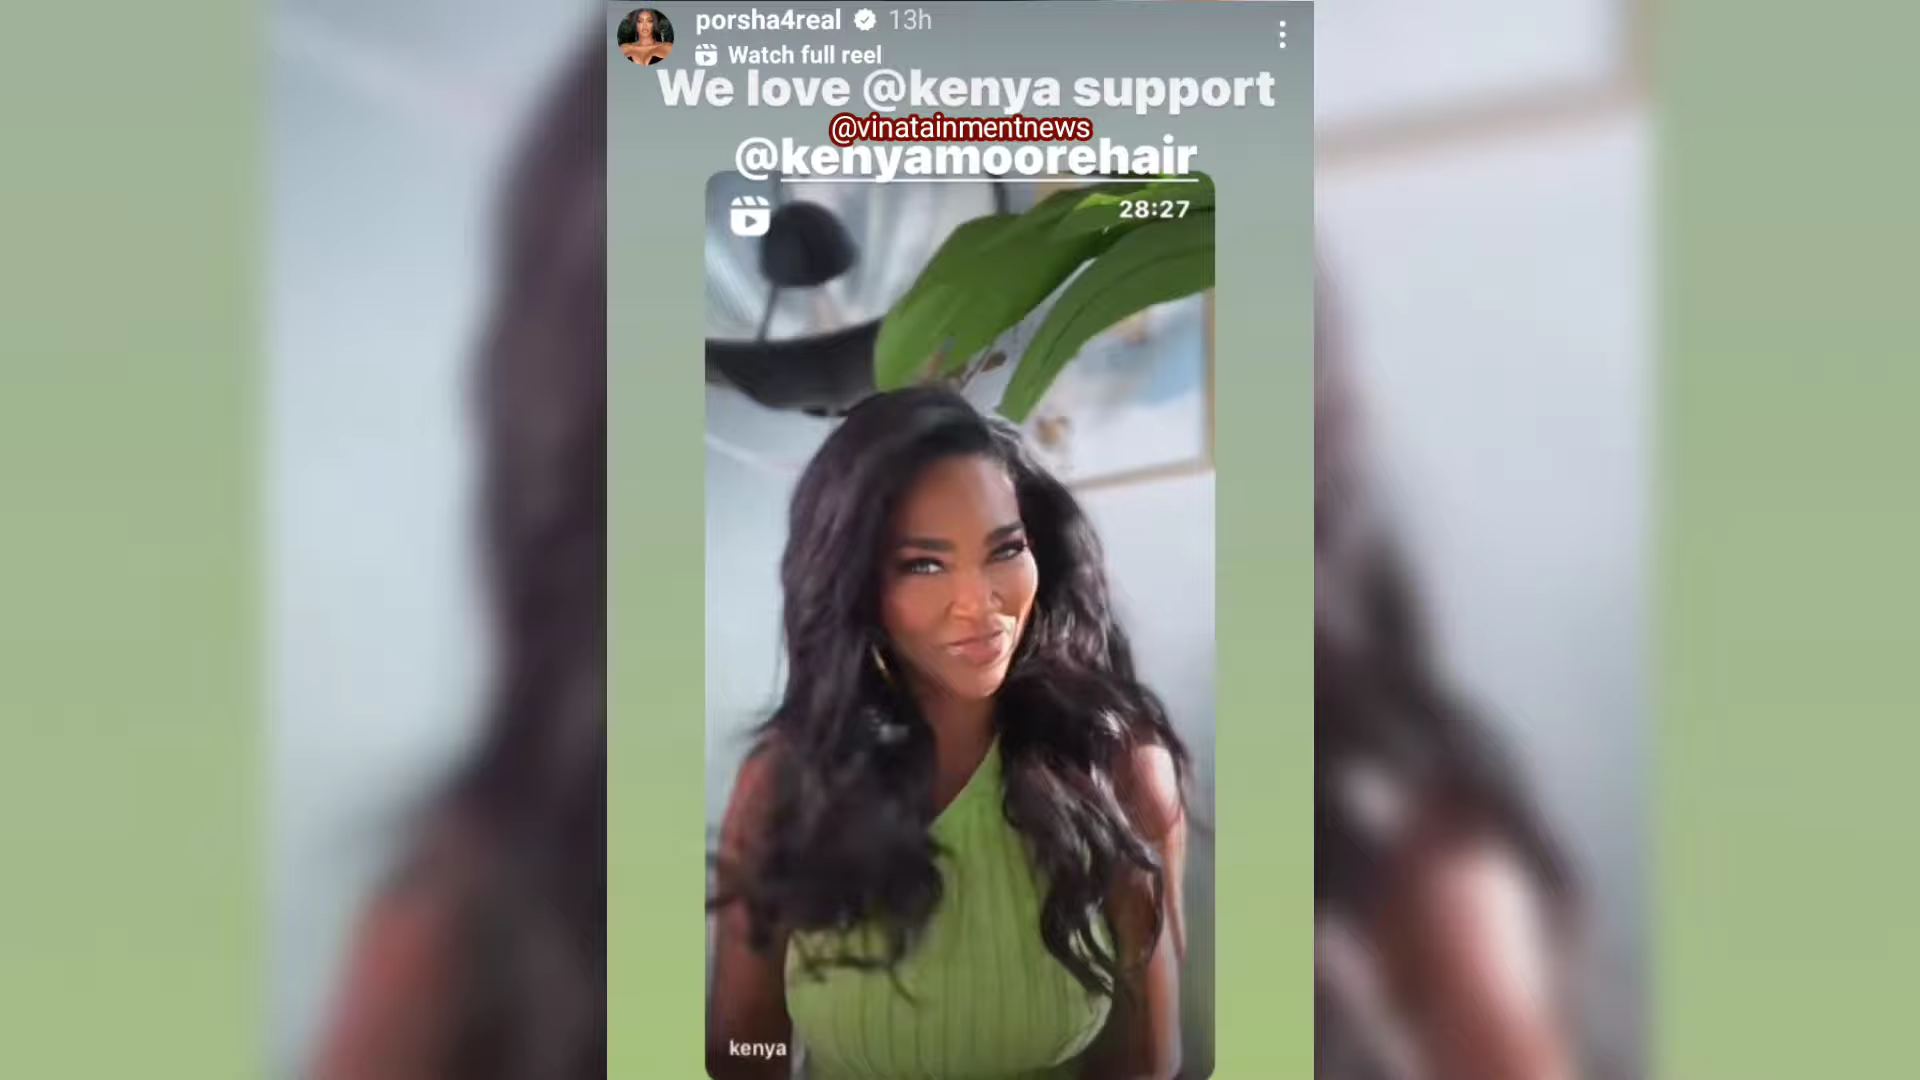 porsha4real 13h
Watch full reel
We love @kenya support
@vinatainmentnews
@kenyamoorehair
28:27
kenya